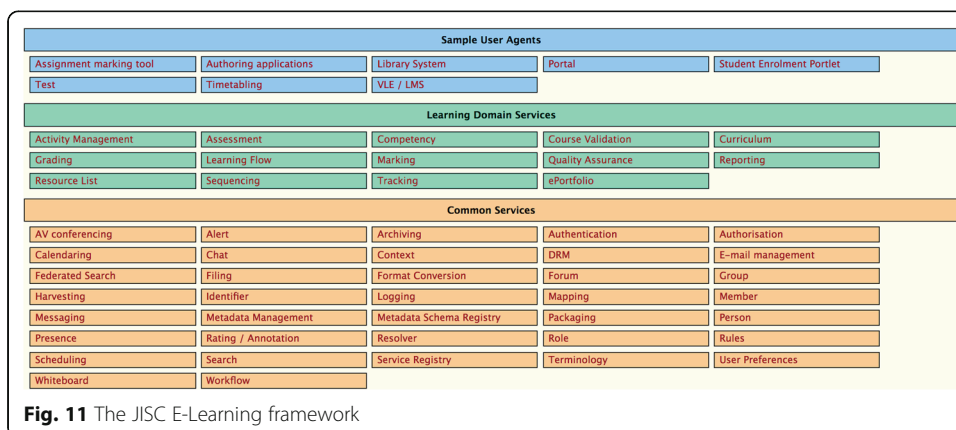 Sample User Agents
Assignment marking tool Authoring applications Library System Portal Student Enrolment Portlet
Test Timetabling VLE / LMS
Learning Domain Services
Activity Management Assessment Competency Course Validation Curriculum
Grading Learning Flow Marking Quality Assurance Reporting
Resource List Sequencing Tracking ePortfolio
Common Services
AV conferencing Alert Archiving Authentication Authorisation
Calendaring Chat Context DRM E-mail management
Federated Search Filing Format Conversion Forum Group
Harvesting Identifier Logging Mapping Member
Messaging Metadata Management Metadata Schema Registry Packaging Person
Presence Rating / Annotation Resolver Role Rules
Scheduling Search Service Registry Terminology User Preferences
Whiteboard Workflow
Fig. 11 The JISC E-Learning framework